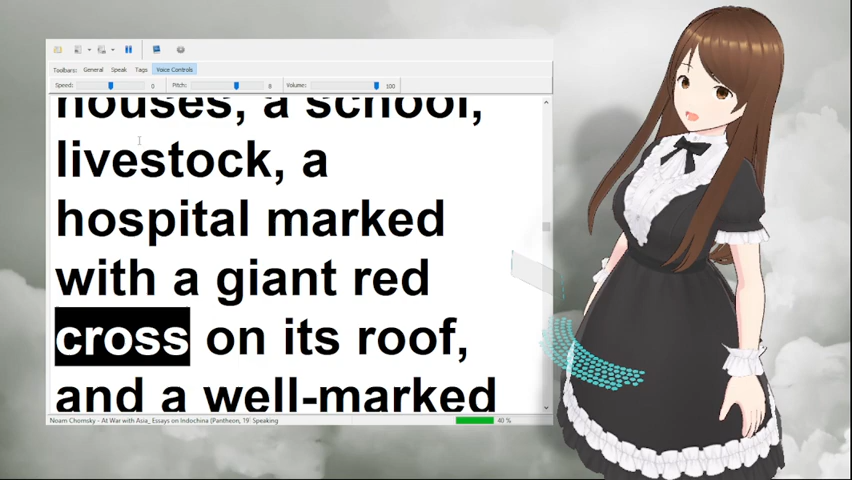 Toolbars: General Speak Tags Voice Controls
Speed: 0 Pitch: 8 Volume: 100
houses, a school,
livestock, a
hospital marked
with a giant red
cross on its roof,
and a well-marked
Noam Chomsky - At War with Asia_ Essays on Indochina (Pantheon, 19 Speaking 40 %